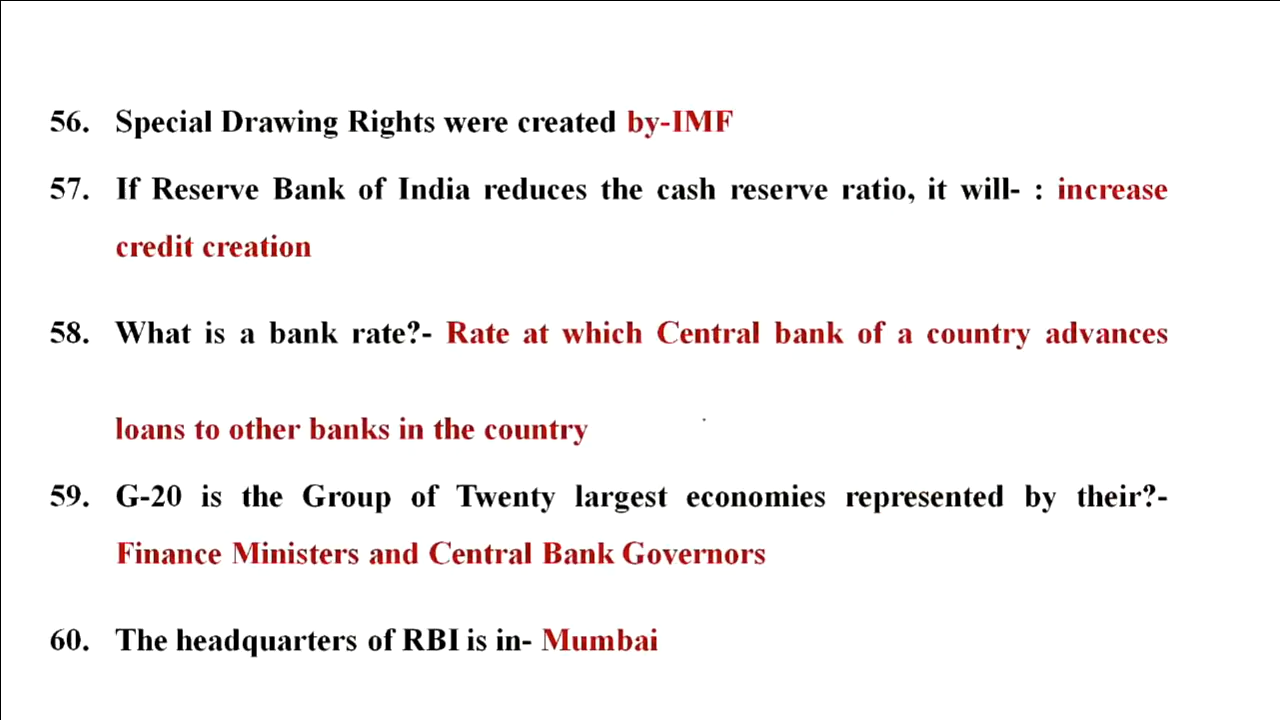 56. Special Drawing Rights were created by-IMF
57. If Reserve Bank of India reduces the cash reserve ratio, it will- : increase
credit creation
58. What is a bank rate?- Rate at which Central bank of a country advances
loans to other banks in the country
59. G-20 is the Group of Twenty largest economies represented by their?-
Finance Ministers and Central Bank Governors
60. The headquarters of RBI is in- Mumbai